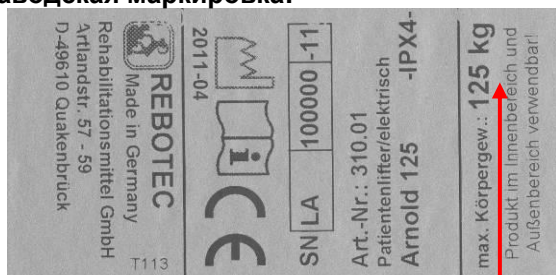 аводская маркировка:
REBOTEC
Made in Germany
Rehabilitationsmittel GmbH
Artlandstr. 57 - 59
D-49610 Quakenbrück
T113
2011-04
i
CE
SN LA 100000 -11
Art.-Nr.: 310.01
Patientenlifter/elektrisch
Arnold 125 -IPX4-
max. Körpergew.: 125 kg
Produkt im Innenbereich und
Außenbereich verwendbar!